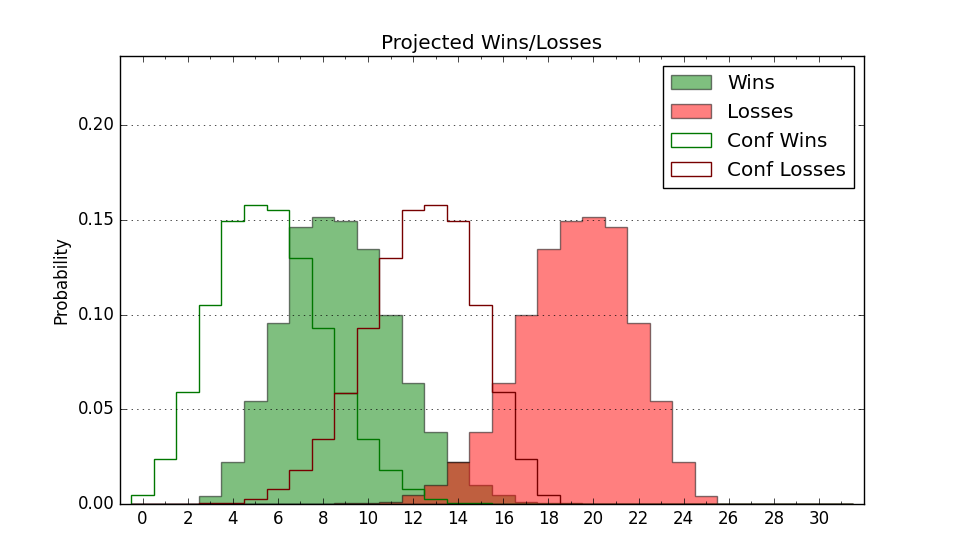 Projected Wins/Losses
Wins
Losses
Conf Wins
Conf Losses
Probability
0.20
0.15
0.10
0.05
0.00
0 2 4 6 8 10 12 14 16 18 20 22 24 26 28 30